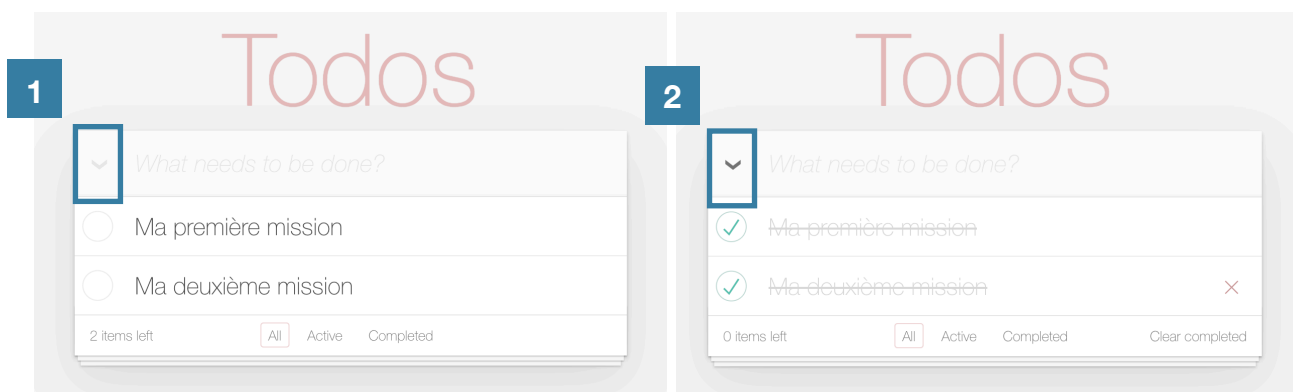 1
Todos
What needs to be done?
Ma première mission
Ma deuxième mission
2 items left All Active Completed
2
Todos
What needs to be done?
Ma première mission
Ma deuxième mission
0 items left All Active Completed Clear completed